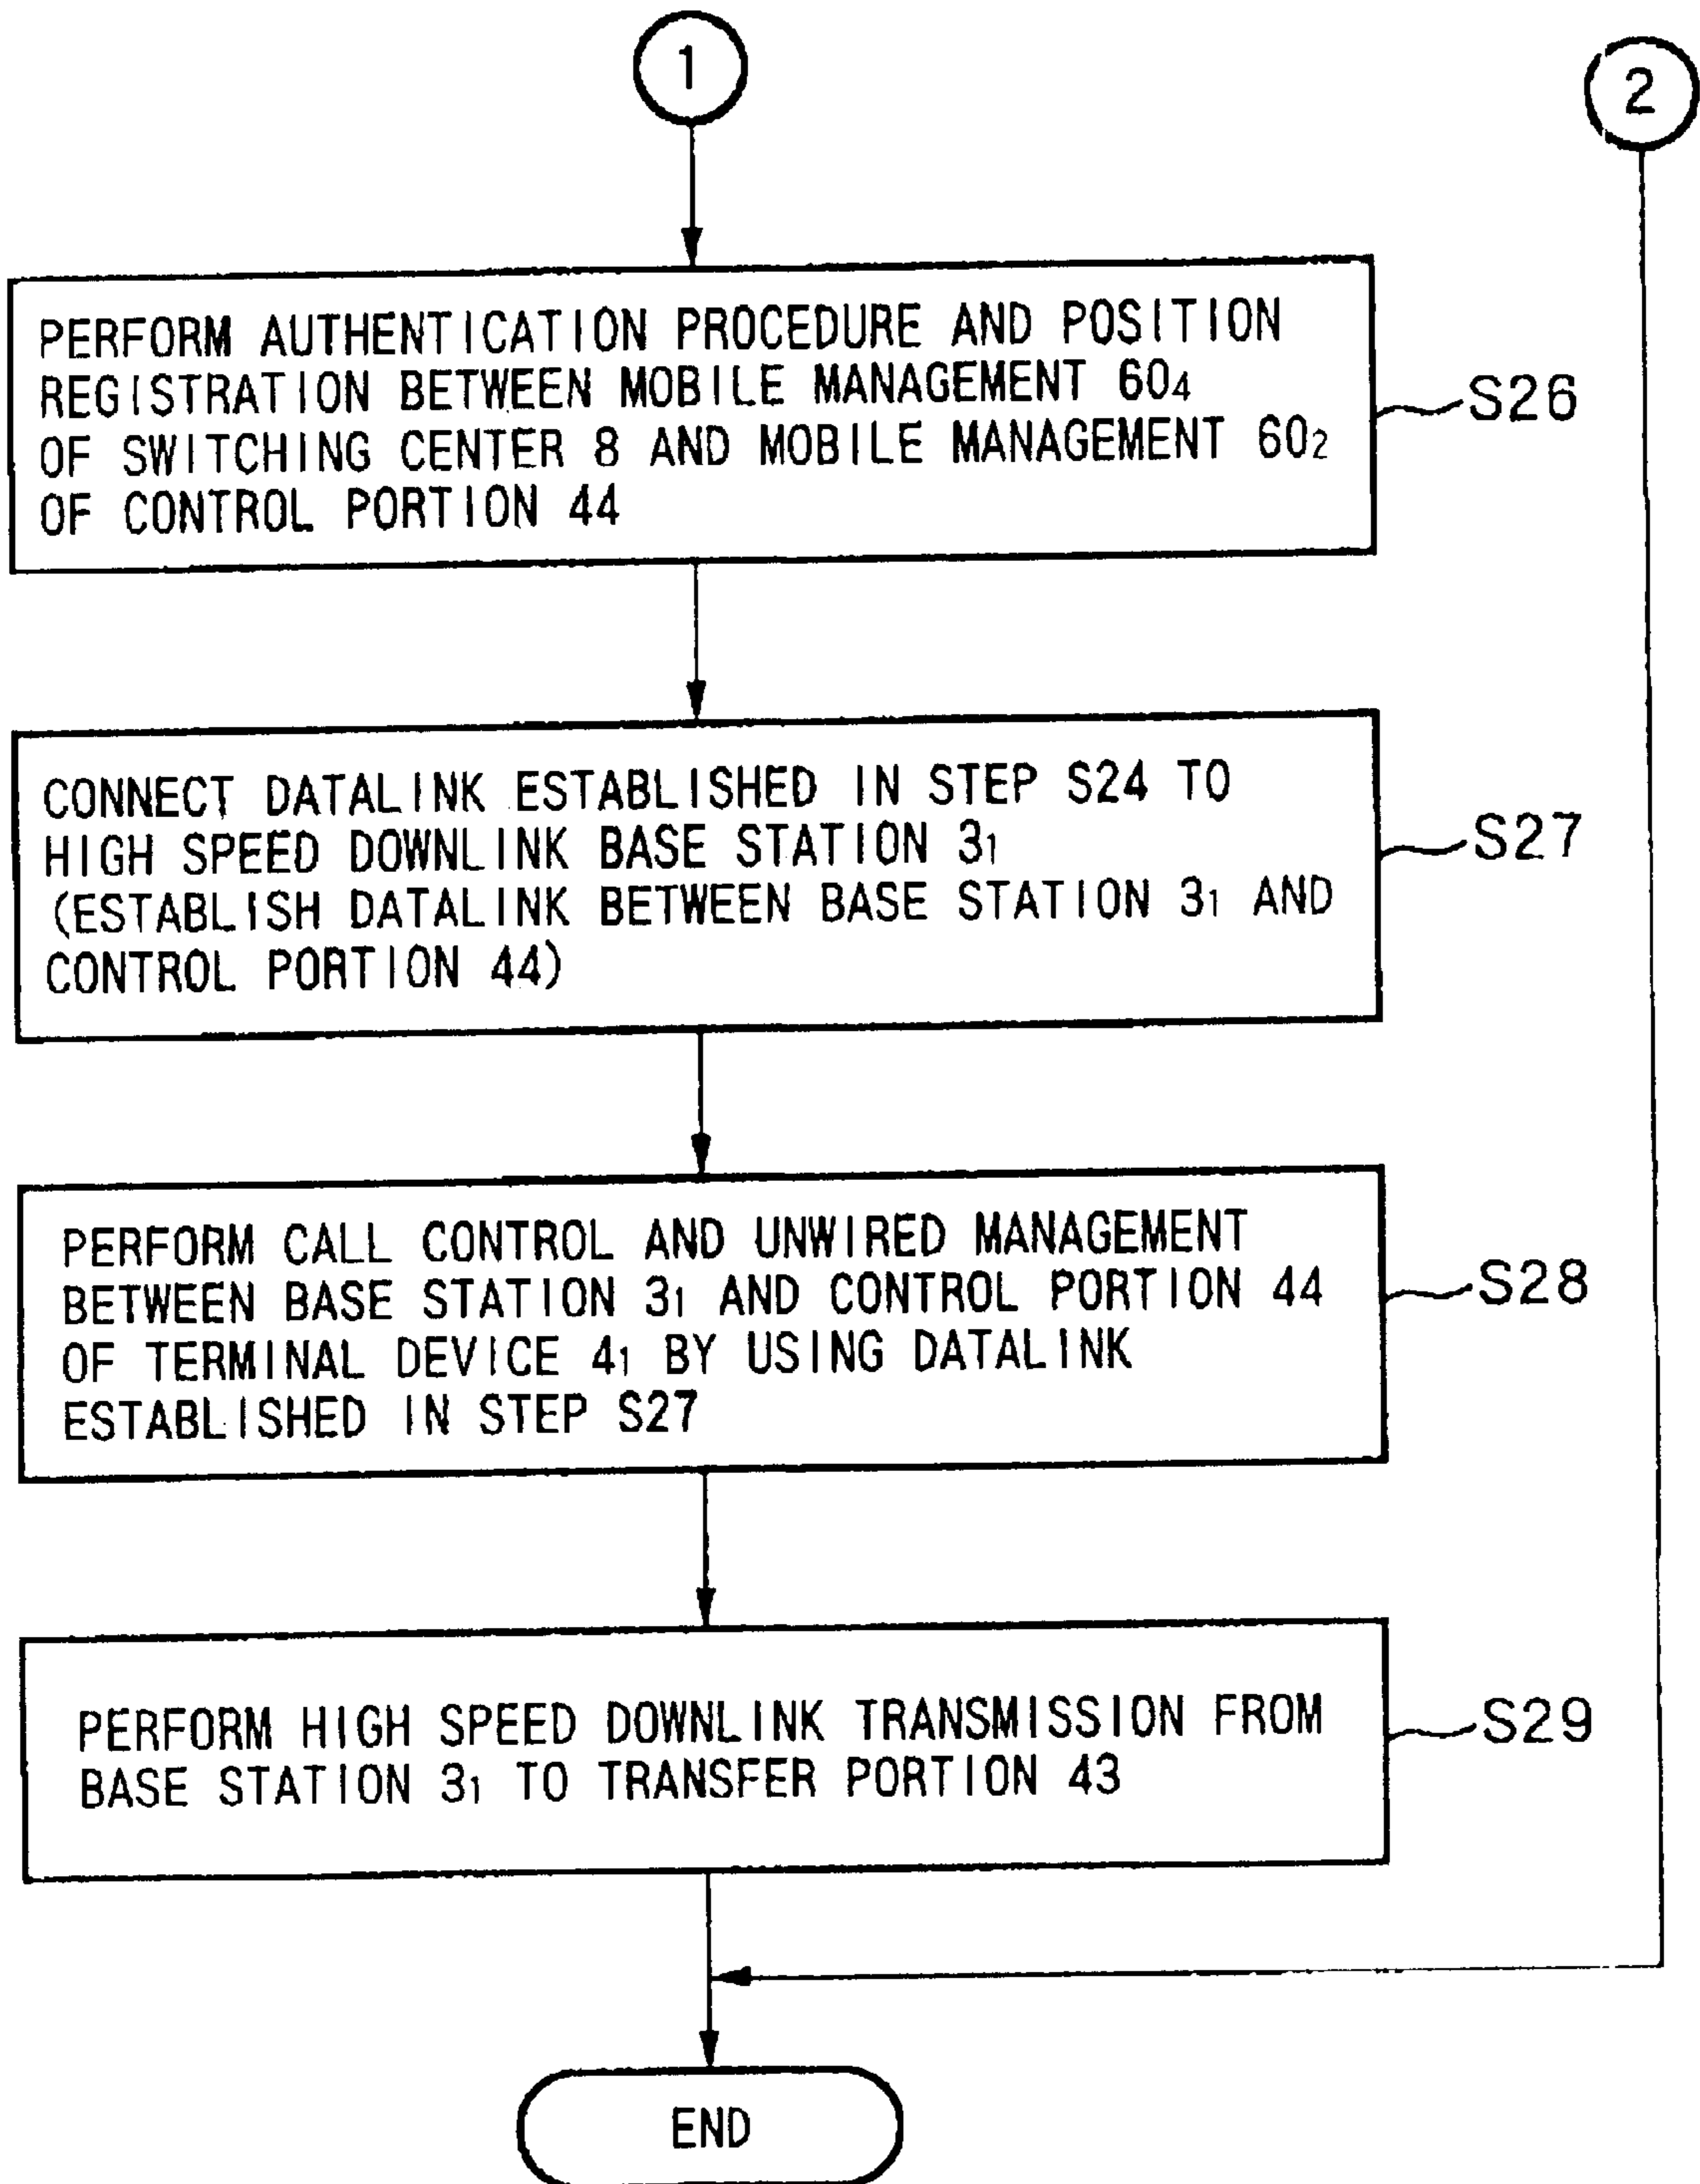 1
2
PERFORM AUTHENTICATION PROCEDURE AND POSITION
REGISTRATION BETWEEN MOBILE MANAGEMENT 60₄
OF SWITCHING CENTER 8 AND MOBILE MANAGEMENT 60₂
OF CONTROL PORTION 44
S26
CONNECT DATALINK ESTABLISHED IN STEP S24 TO
HIGH SPEED DOWNLINK BASE STATION 3₁
(ESTABLISH DATALINK BETWEEN BASE STATION 3₁ AND
CONTROL PORTION 44)
S27
PERFORM CALL CONTROL AND UNWIRED MANAGEMENT
BETWEEN BASE STATION 3₁ AND CONTROL PORTION 44
OF TERMINAL DEVICE 4₁ BY USING DATALINK
ESTABLISHED IN STEP S27
S28
PERFORM HIGH SPEED DOWNLINK TRANSMISSION FROM
BASE STATION 3₁ TO TRANSFER PORTION 43
S29
END